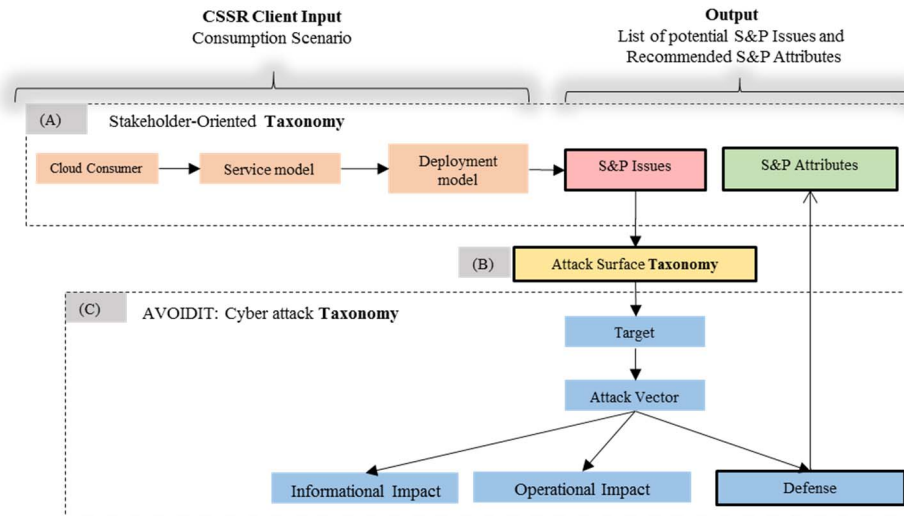 CSSR Client Input
Consumption Scenario
Output
List of potential S&P Issues and
Recommended S&P Attributes
(A)
Stakeholder-Oriented Taxonomy
Cloud Consumer
Service model
Deployment
model
S&P Issues
S&P Attributes
(B)
Attack Surface Taxonomy
(C)
AVOIDIT: Cyber attack Taxonomy
Target
Attack Vector
Informational Impact
Operational Impact
Defense